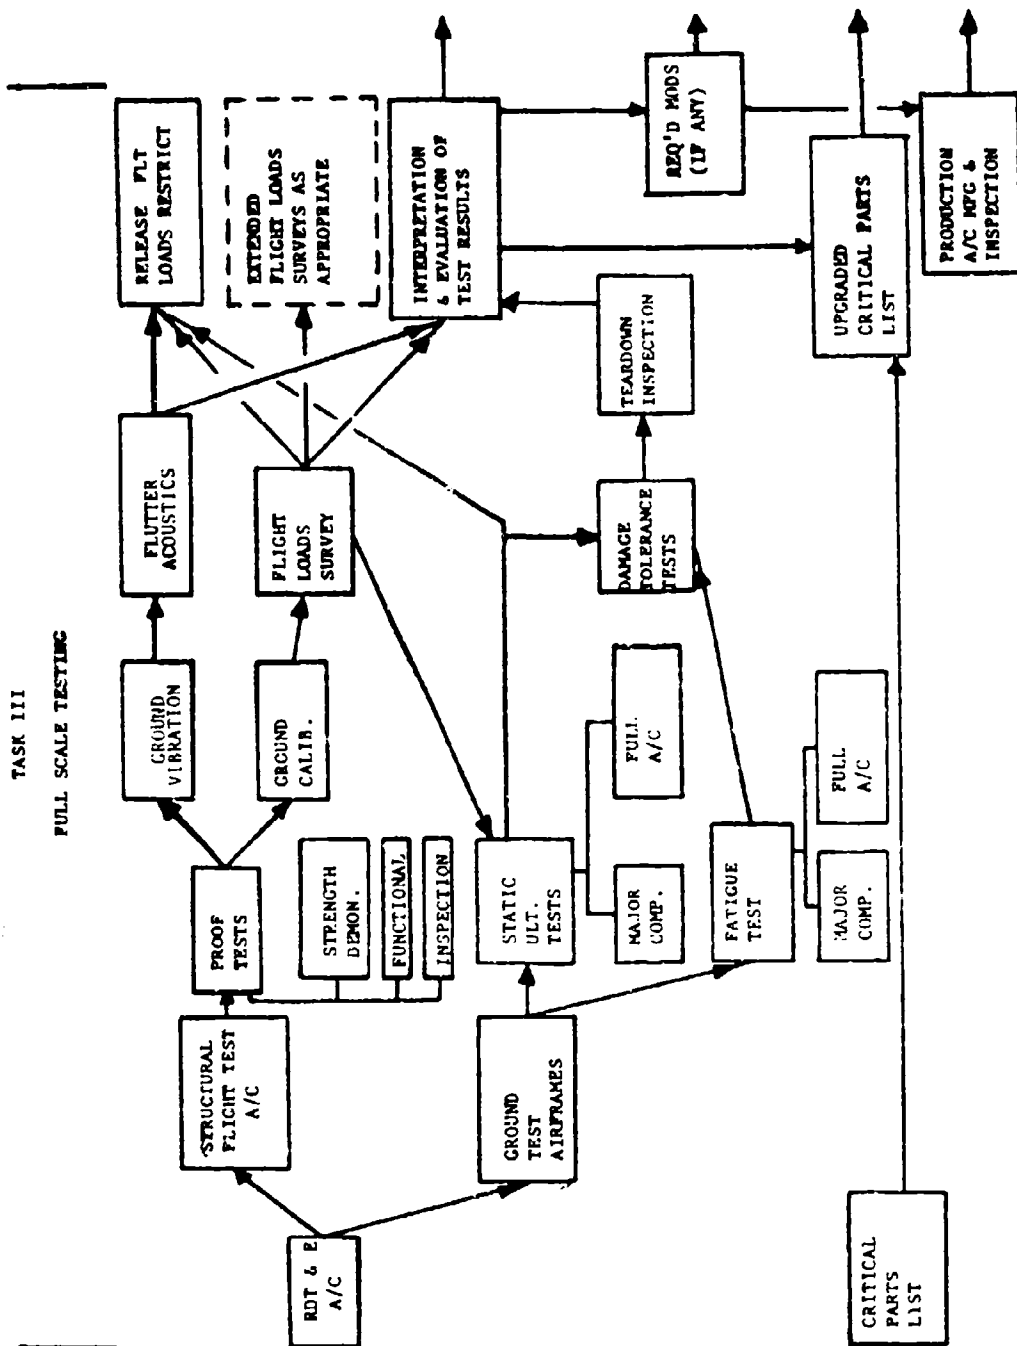 TASK III
FULL SCALE TESTING
RDT & E
A/C
STRUCTURAL
FLIGHT TEST
A/C
PROOF
TESTS
GROUND
VIBRATION
FLUTTER
ACOUSTICS
RELEASE FLT
LOADS RESTRICT
GROUND
CALIB.
FLIGHT
LOADS
SURVEY
EXTENDED
FLIGHT LOADS
SURVEYS AS
APPROPRIATE
STRENGTH
DEMON.
FUNCTIONAL
INSPECTION
INTERPRETATION
& EVALUATION OF
TEST RESULTS
GROUND
TEST
AIRFRAMES
STATIC
ULT.
TESTS
MAJOR
COMP.
FULL
A/C
DAMAGE
TOLERANCE
TESTS
TEARDOWN
INSPECTION
REQ'D MODS
(IF ANY)
FATIGUE
TEST
MAJOR
COMP.
FULL
A/C
CRITICAL
PARTS
LIST
UPGRADED
CRITICAL PARTS
LIST
PRODUCTION
A/C MFG &
INSPECTION